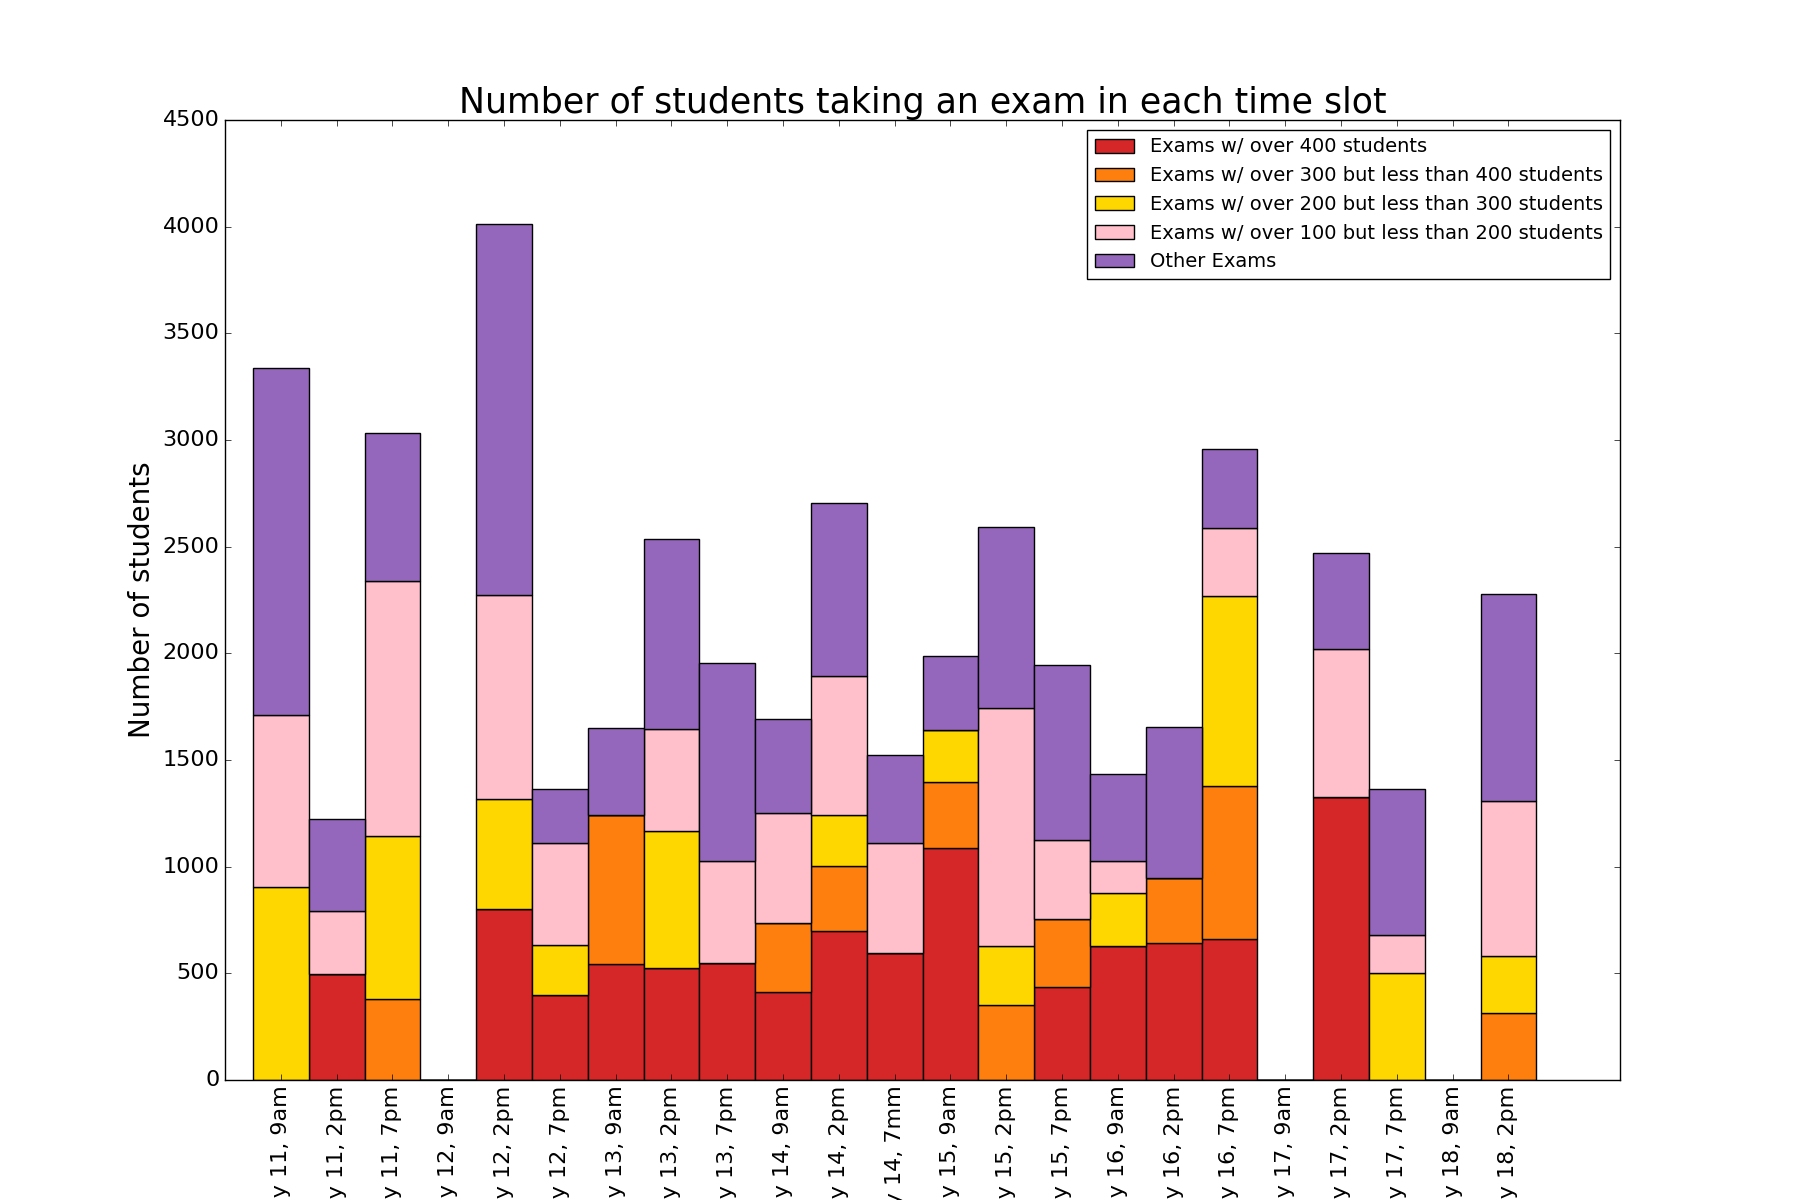 Number of students taking an exam in each time slot
Exams w/ over 400 students
Exams w/ over 300 but less than 400 students
Exams w/ over 200 but less than 300 students
Exams w/ over 100 but less than 200 students
Other Exams
Number of students
4500
4000
3500
3000
2500
2000
1500
1000
500
0
y 11, 9am
y 11, 2pm
y 11, 7pm
y 12, 9am
y 12, 2pm
y 12, 7pm
y 13, 9am
y 13, 2pm
y 13, 7pm
y 14, 9am
y 14, 2pm
y 14, 7mm
y 15, 9am
y 15, 2pm
y 15, 7pm
y 16, 9am
y 16, 2pm
y 16, 7pm
y 17, 9am
y 17, 2pm
y 17, 7pm
y 18, 9am
y 18, 2pm